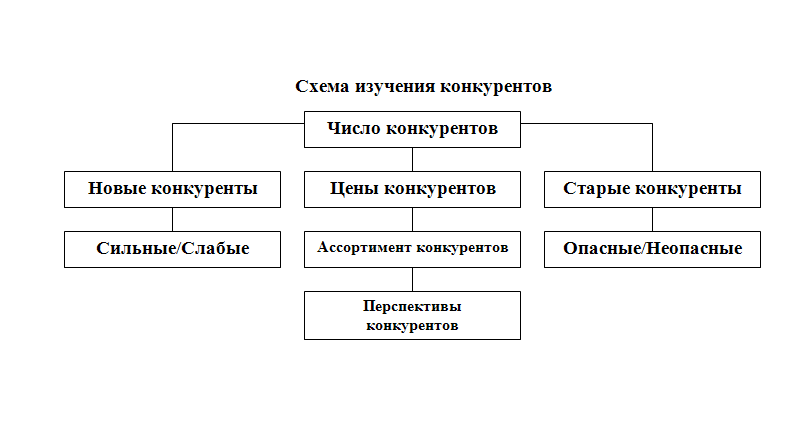 Схема изучения конкурентов
Число конкурентов
Новые конкуренты
Цены конкурентов
Старые конкуренты
Сильные/Слабые
Ассортимент конкурентов
Опасные/Неопасные
Перспективы
конкурентов